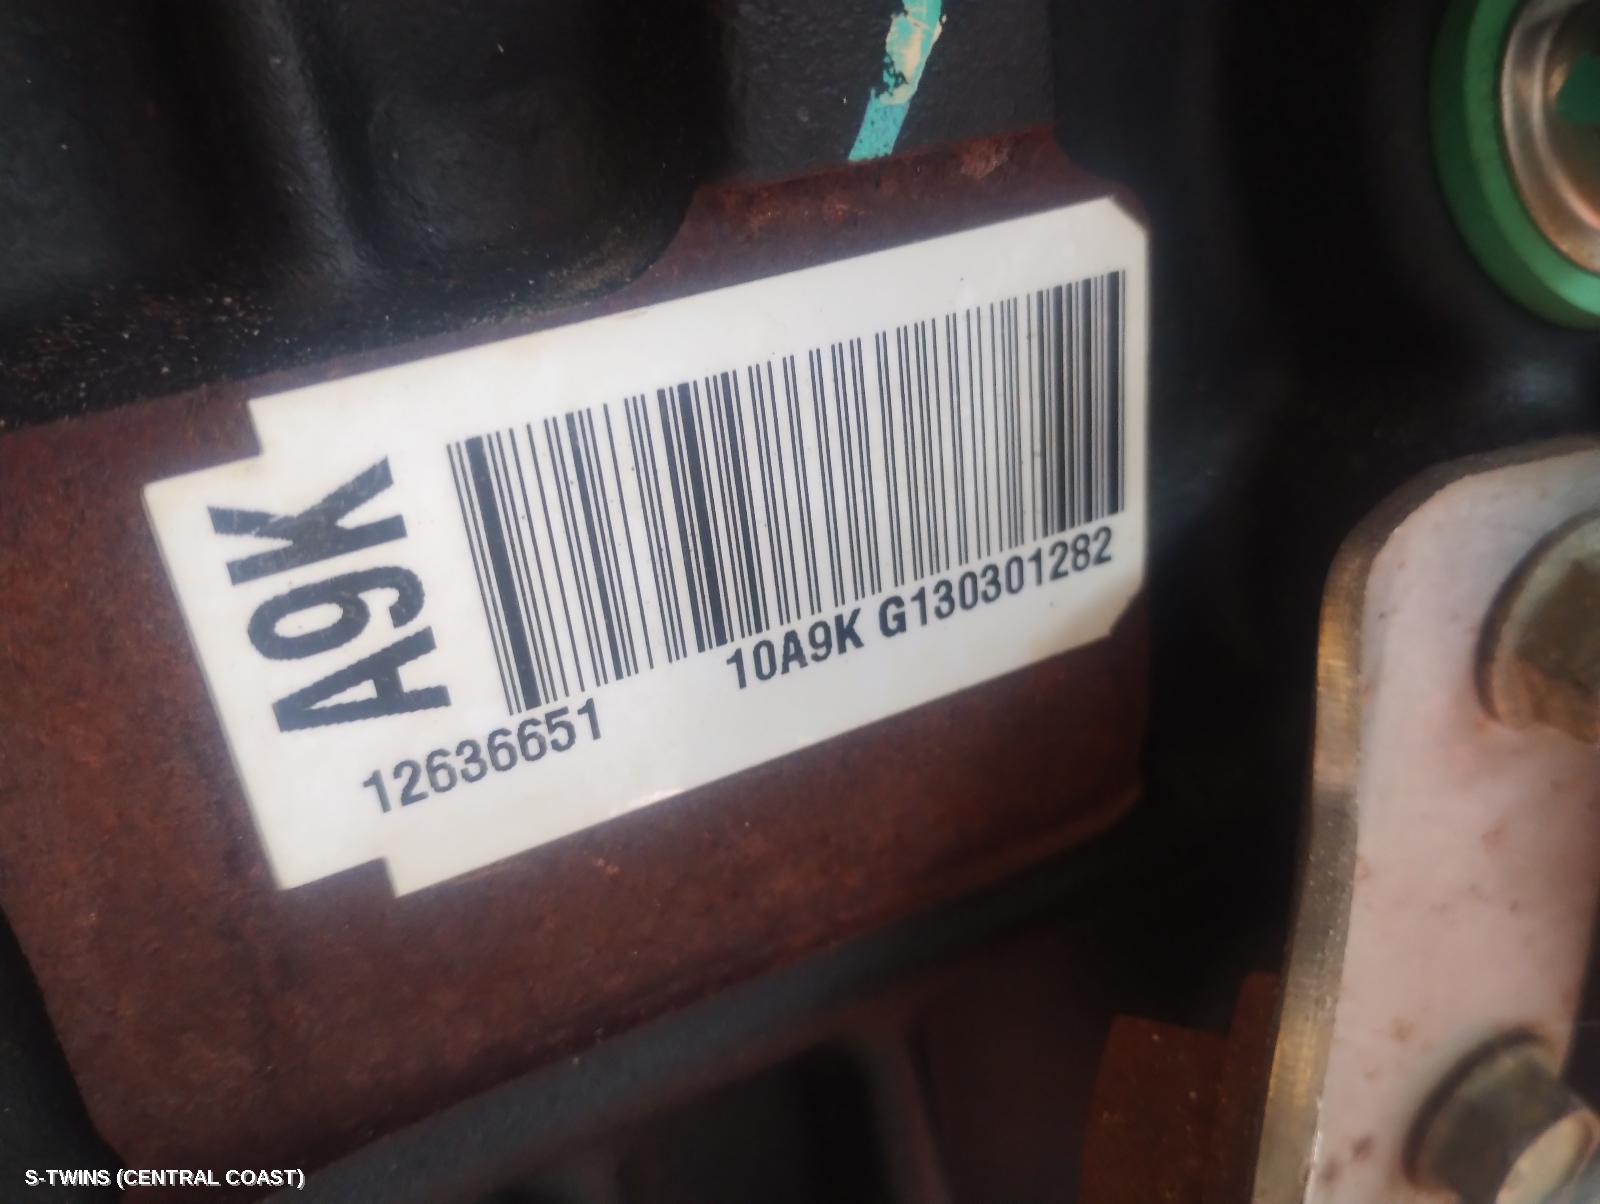 A9K
12636651
10A9K G130301282
S-TWINS (CENTRAL COAST)